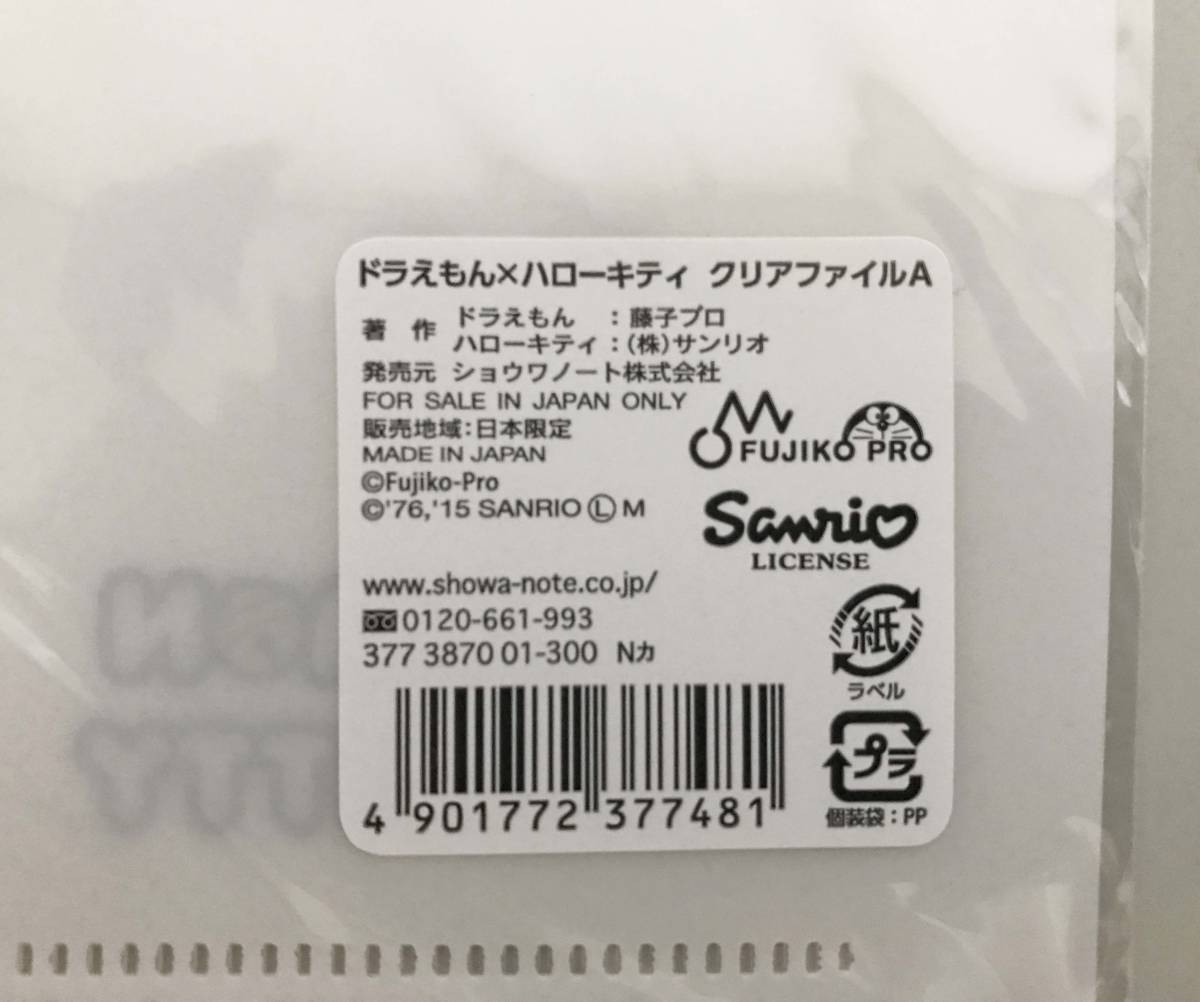 ドラえもん×ハローキティ クリアファイルA
著 作 ドラえもん : 藤子プロ
ハローキティ : (株)サンリオ
発売元 ショウワノート株式会社
FOR SALE IN JAPAN ONLY
販売地域:日本限定
MADE IN JAPAN
©Fujiko-Pro
©'76,'15 SANRIO Ⓛ M
FUJIKO PRO
Sanrio
LICENSE
www.showa-note.co.jp/
0120-661-993
377 3870 01-300 Nカ
紙
ラベル
プラ
個装袋:PP
4 901772 377481